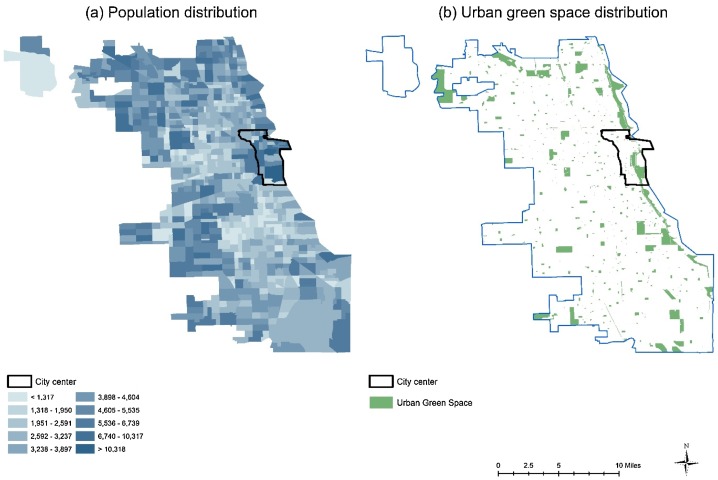 (a) Population distribution
(b) Urban green space distribution
City center
< 1,317
1,318 - 1,950
1,951 - 2,591
2,592 - 3,237
3,238 - 3,897
3,898 - 4,604
4,605 - 5,535
5,536 - 6,739
6,740 - 10,317
> 10,318
City center
Urban Green Space
N
0 2.5 5 10 Miles